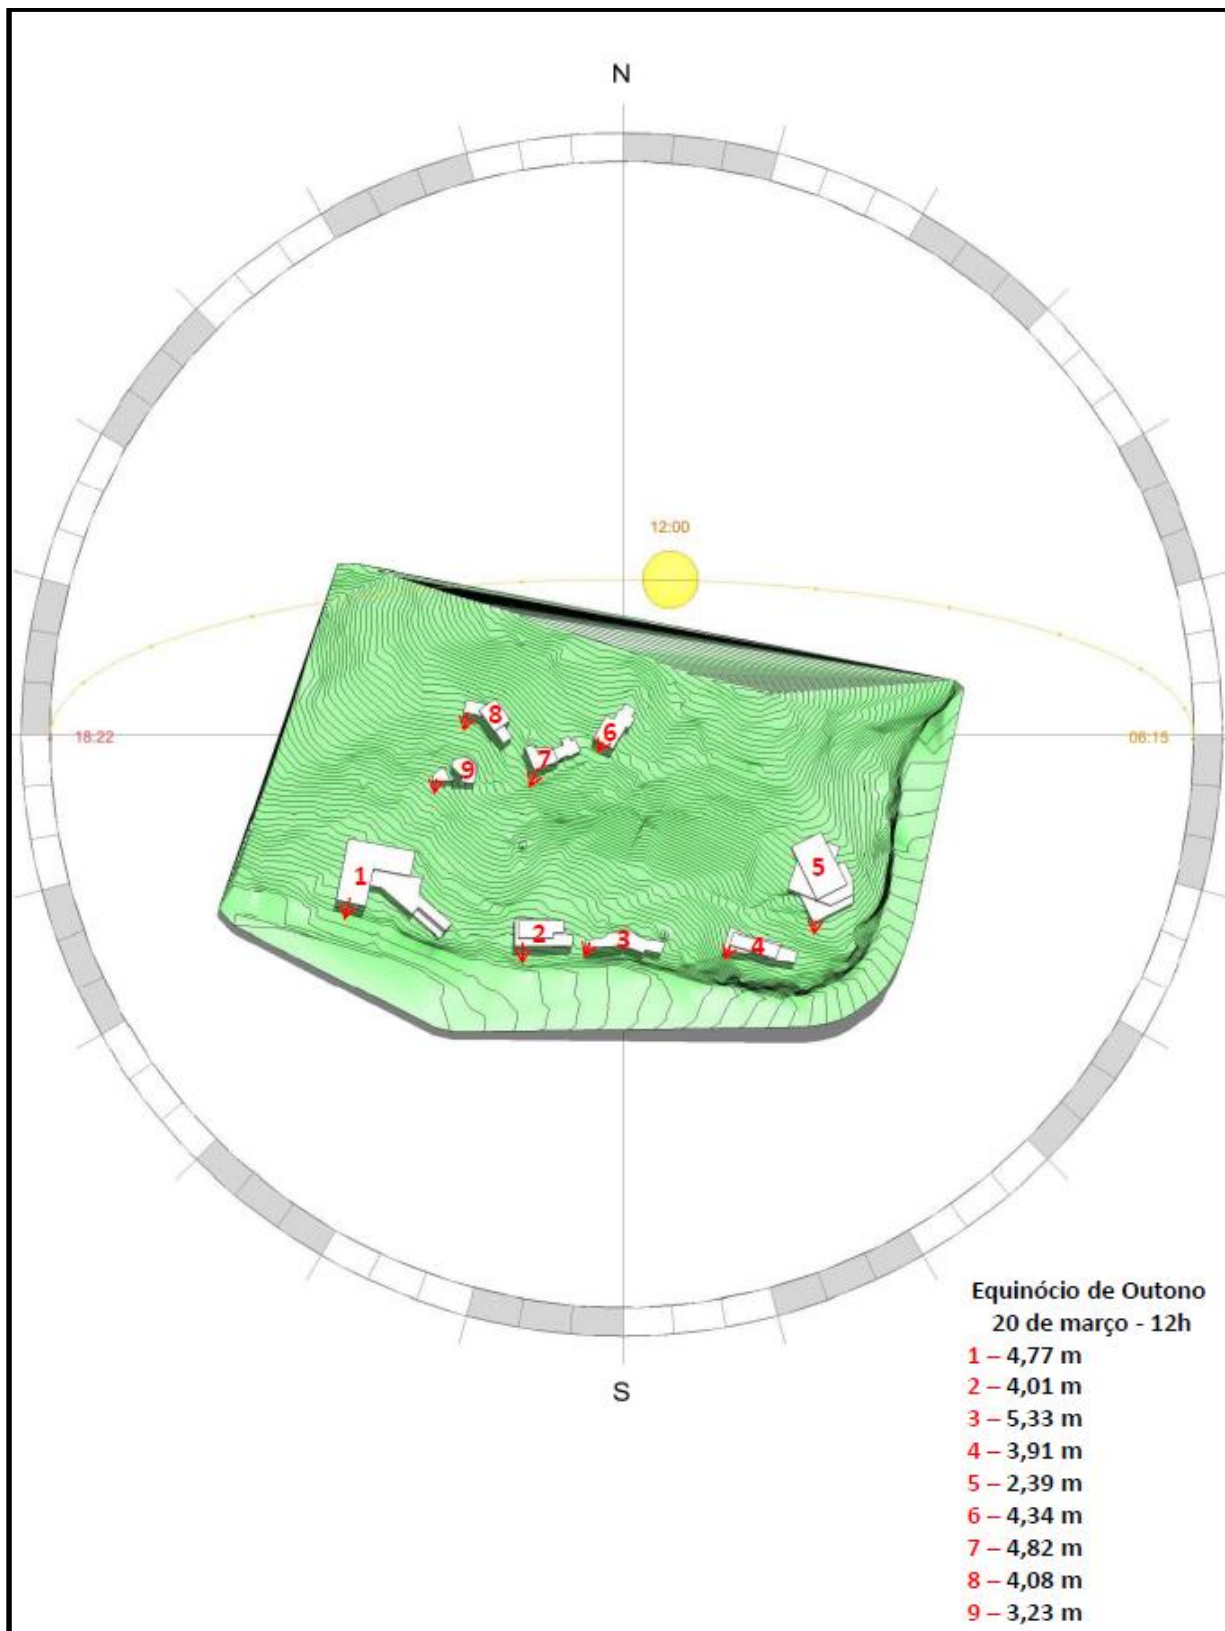 N
12:00
18:22
06:15
8
6
7
9
5
1
2
3
4
S
Equinócio de Outono
20 de março - 12h
1 – 4,77 m
2 – 4,01 m
3 – 5,33 m
4 – 3,91 m
5 – 2,39 m
6 – 4,34 m
7 – 4,82 m
8 – 4,08 m
9 – 3,23 m